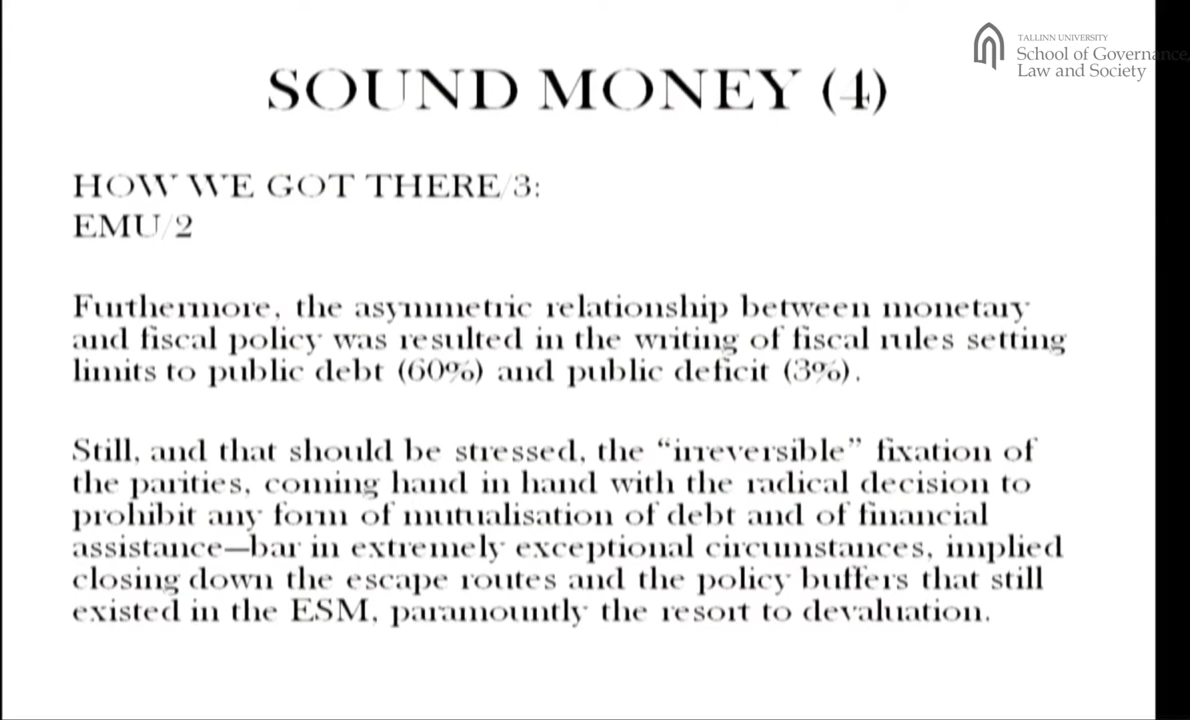 TALLINN UNIVERSITY
School of Governance,
Law and Society
SOUND MONEY (4)
HOW WE GOT THERE/3:
EMU/2
Furthermore, the asymmetric relationship between monetary
and fiscal policy was resulted in the writing of fiscal rules setting
limits to public debt (60%) and public deficit (3%).
Still, and that should be stressed, the “irreversible” fixation of
the parities, coming hand in hand with the radical decision to
prohibit any form of mutualisation of debt and of financial
assistance—bar in extremely exceptional circumstances, implied
closing down the escape routes and the policy buffers that still
existed in the ESM, paramountly the resort to devaluation.